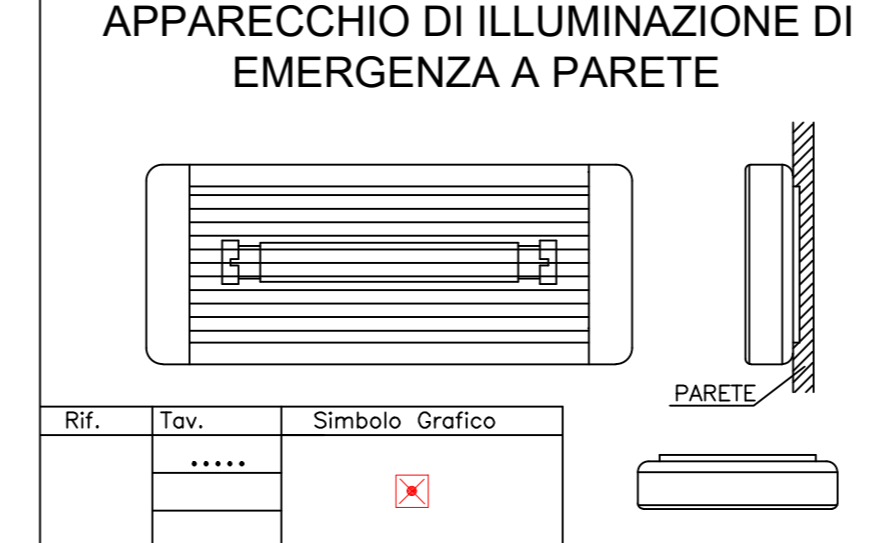 APPARECCHIO DI ILLUMINAZIONE DI
EMERGENZA A PARETE
PARETE
Rif. Tav. Simbolo Grafico
.....